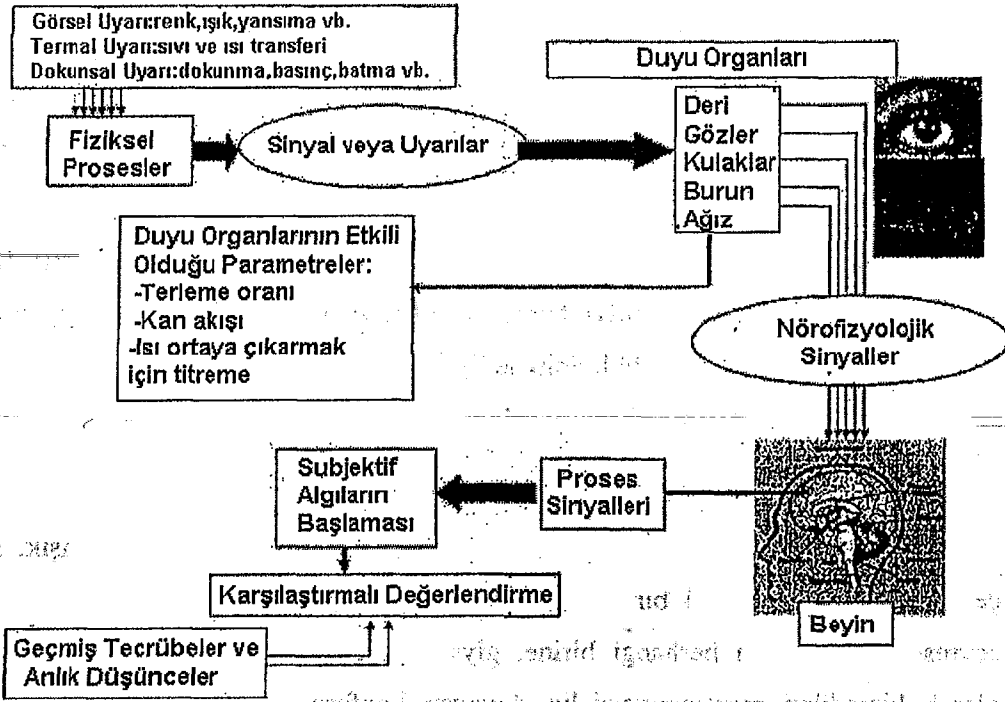 Görsel Uyarı:renk,ışık,yansıma vb.
Termal Uyarı:sıvı ve ısı transferi
Dokunsal Uyarı:dokunma,basınç,batma vb.
Fiziksel
Prosesler
Sinyal veya Uyarılar
Duyu Organları
Deri
Gözler
Kulaklar
Burun
Ağız
Duyu Organlarının Etkili
Olduğu Parametreler:
-Terleme oranı
-Kan akışı
-Isı ortaya çıkarmak
için titreme
Nörofizyolojik
Sinyaller
Beyin
Proses
Sinyalleri
Subjektif
Algıların
Başlaması
Karşılaştırmalı Değerlendirme
Geçmiş Tecrübeler ve
Anlık Düşünceler